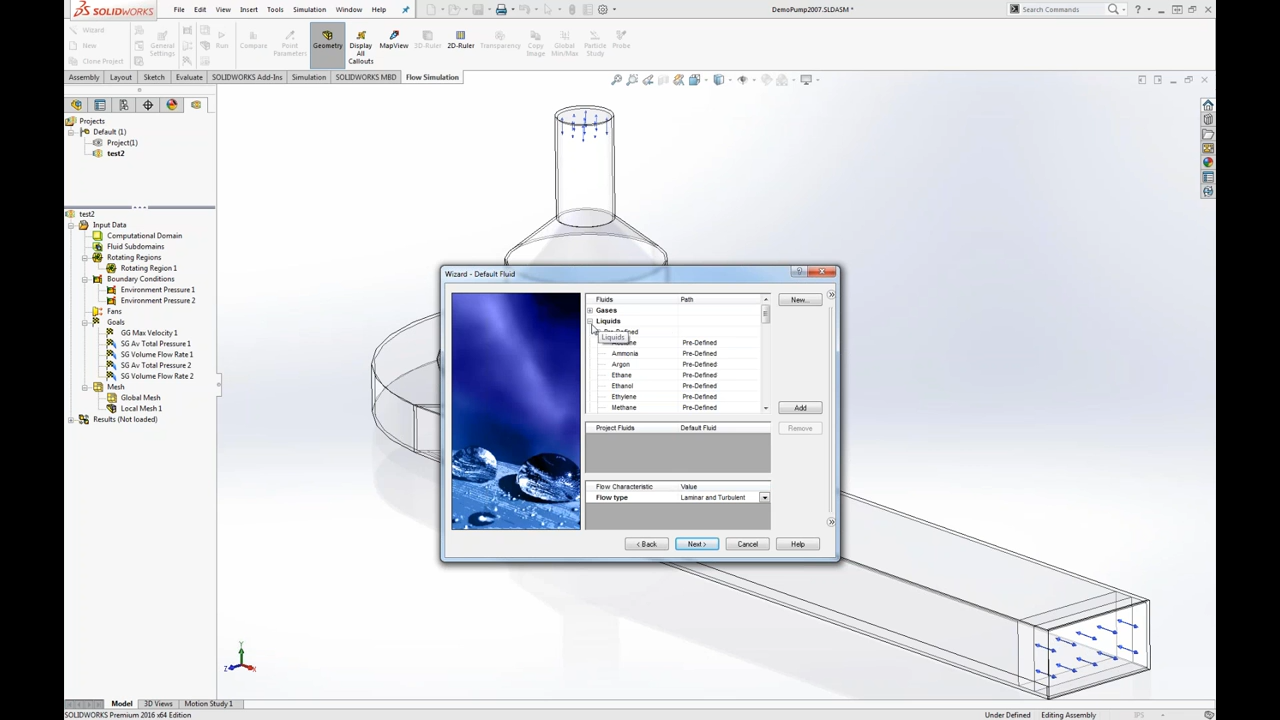 SOLIDWORKS
File Edit View Insert Tools Simulation Window Help
DemoPump2007.SLDASM *
Search Commands
Wizard
New
Clone Project
General Settings
Run
Compare
Point Parameters
Geometry
Display All Callouts
MapView
3D-Ruler
2D-Ruler
Transparency
Copy Image
Global Min/Max
Particle Study
Probe
Assembly Layout Sketch Evaluate SOLIDWORKS Add-Ins Simulation SOLIDWORKS MBD Flow Simulation
Projects
Default (1)
Project(1)
test2
test2
Input Data
Computational Domain
Fluid Subdomains
Rotating Regions
Rotating Region 1
Boundary Conditions
Environment Pressure 1
Environment Pressure 2
Fans
Goals
GG Max Velocity 1
SG Av Total Pressure 1
SG Volume Flow Rate 1
SG Av Total Pressure 2
SG Volume Flow Rate 2
Mesh
Global Mesh
Local Mesh 1
Results (Not loaded)
Wizard - Default Fluid
Fluids Path
New...
Gases
Liquids
Liquids
Ammonia Pre-Defined
Argon Pre-Defined
Ethane Pre-Defined
Ethanol Pre-Defined
Ethylene Pre-Defined
Methane Pre-Defined
Add
Project Fluids Default Fluid
Remove
Flow Characteristic Value
Flow type Laminar and Turbulent
< Back Next > Cancel Help
Y
Z X
Model 3D Views Motion Study 1
SOLIDWORKS Premium 2016 x64 Edition
Under Defined Editing Assembly IPS